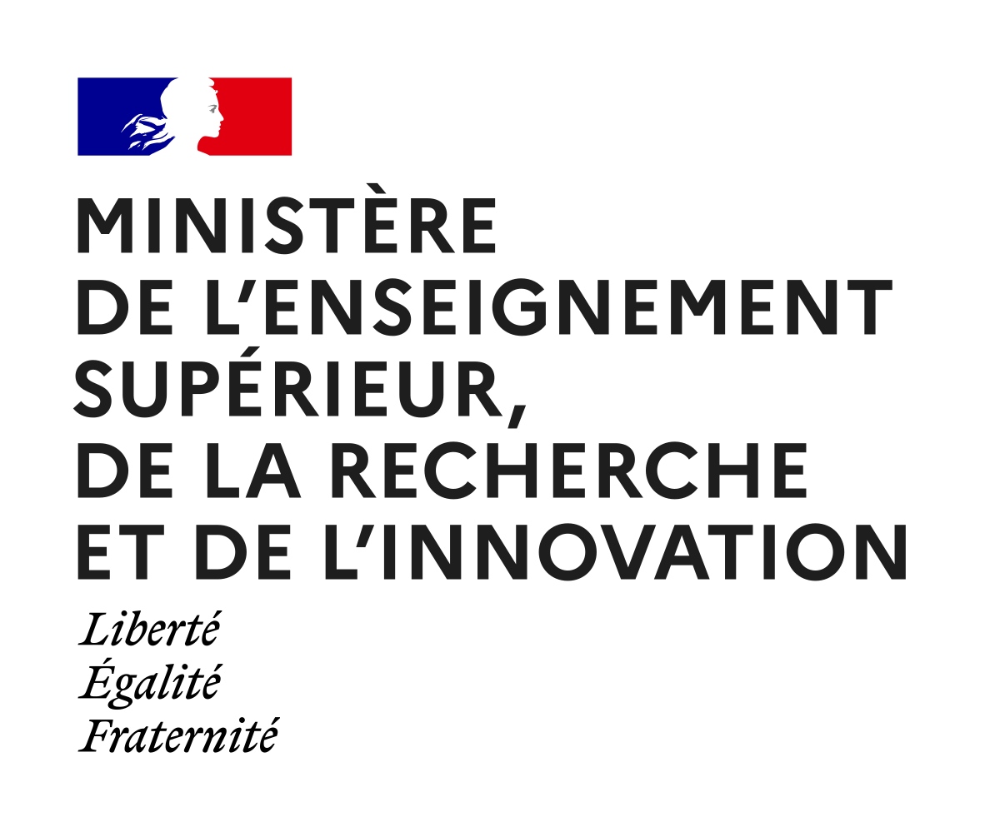 MINISTÈRE
DE L’ENSEIGNEMENT
SUPÉRIEUR,
DE LA RECHERCHE
ET DE L’INNOVATION
Liberté
Égalité
Fraternité